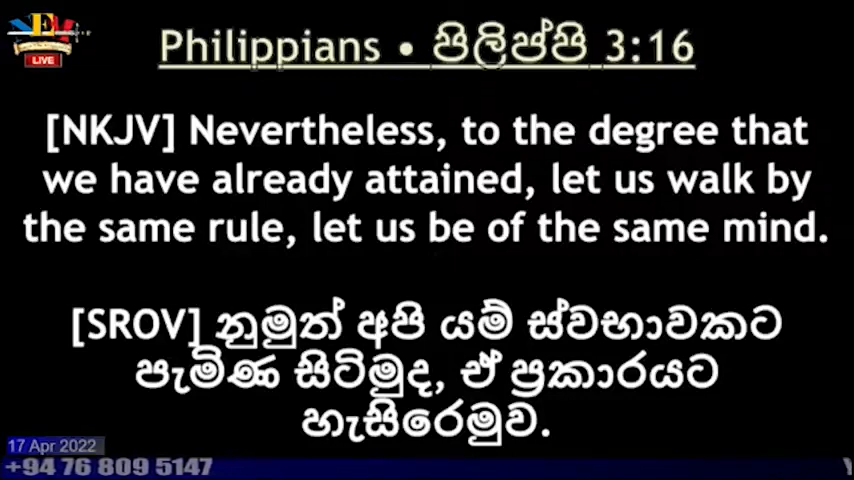 LIVE
Philippians • පිලිප්පි 3:16
[NKJV] Nevertheless, to the degree that
we have already attained, let us walk by
the same rule, let us be of the same mind.
[SROV] නුමුත් අපි යම් ස්වභාවකට
පැමිණ සිටිමුද, ඒ ප්‍රකාරයට
හැසිරෙමුව.
17 Apr 2022
+94 76 809 5147